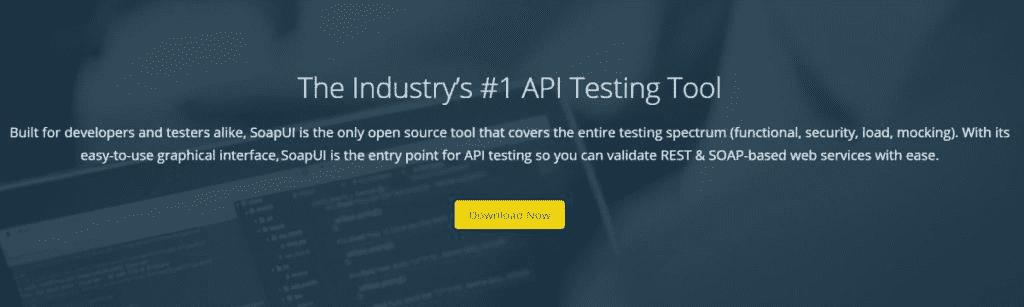 The Industry's #1 API Testing Tool
Built for developers and testers alike, SoapUI is the only open source tool that covers the entire testing spectrum (functional, security, load, mocking). With its
easy-to-use graphical interface, SoapUI is the entry point for API testing so you can validate REST & SOAP-based web services with ease.
Download Now